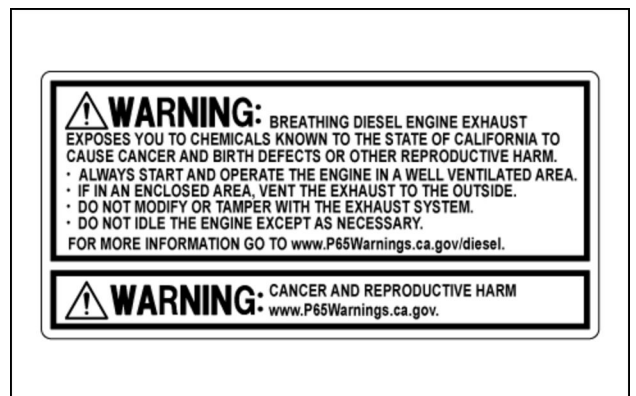 WARNING: BREATHING DIESEL ENGINE EXHAUST
EXPOSES YOU TO CHEMICALS KNOWN TO THE STATE OF CALIFORNIA TO
CAUSE CANCER AND BIRTH DEFECTS OR OTHER REPRODUCTIVE HARM.
· ALWAYS START AND OPERATE THE ENGINE IN A WELL VENTILATED AREA.
· IF IN AN ENCLOSED AREA, VENT THE EXHAUST TO THE OUTSIDE.
· DO NOT MODIFY OR TAMPER WITH THE EXHAUST SYSTEM.
· DO NOT IDLE THE ENGINE EXCEPT AS NECESSARY.
FOR MORE INFORMATION GO TO www.P65Warnings.ca.gov/diesel.
WARNING: CANCER AND REPRODUCTIVE HARM
www.P65Warnings.ca.gov.